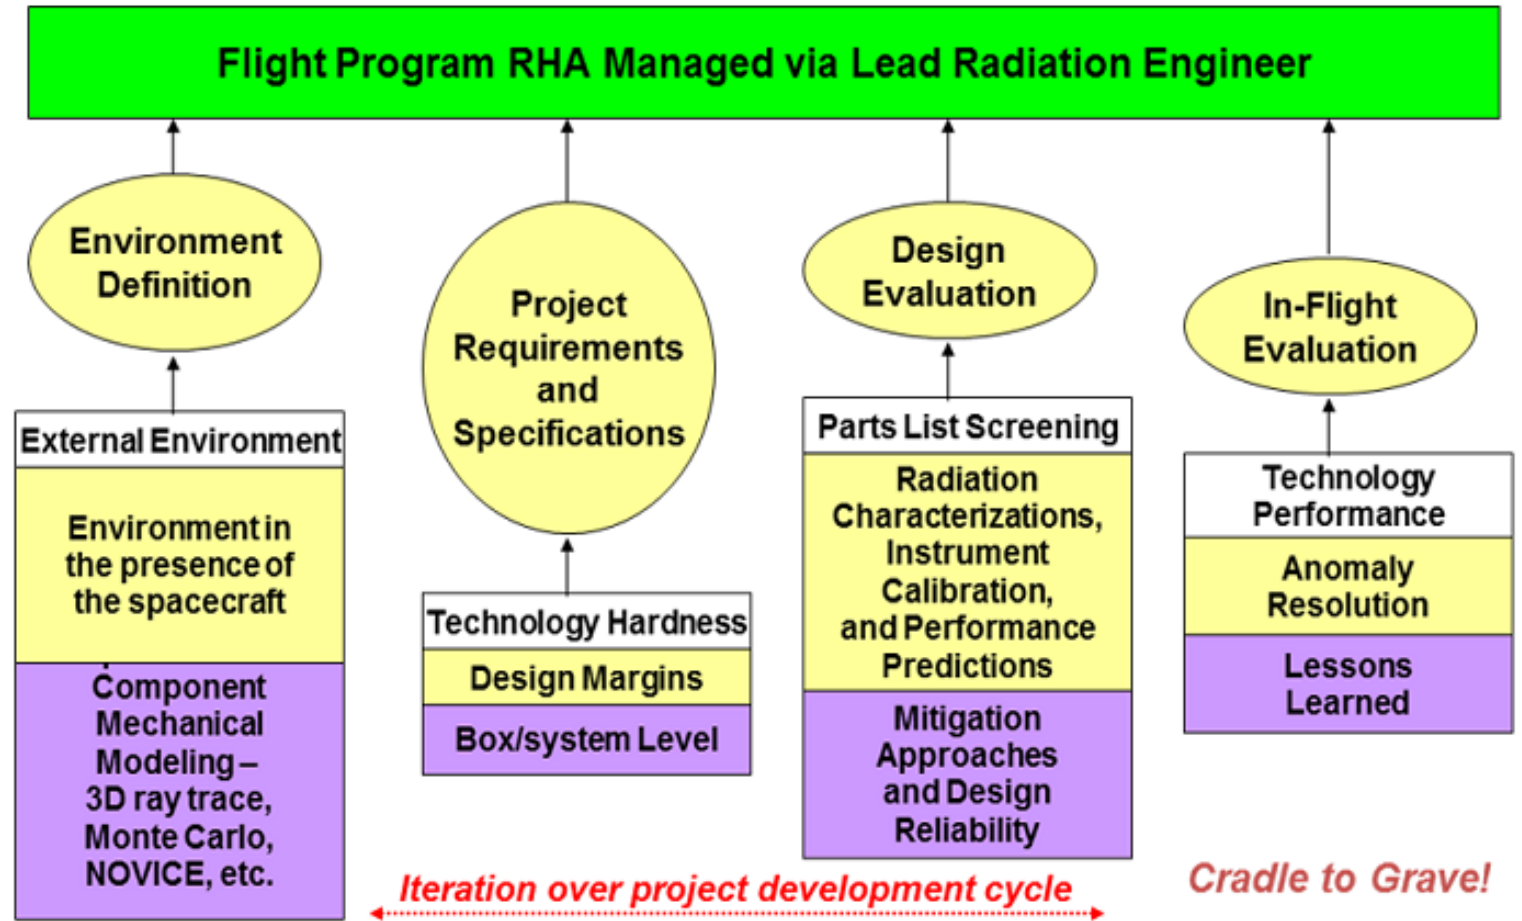 Flight Program RHA Managed via Lead Radiation Engineer
Environment
Definition
External Environment
Environment in
the presence of
the spacecraft
Component
Mechanical
Modeling –
3D ray trace,
Monte Carlo,
NOVICE, etc.
Project
Requirements
and
Specifications
Technology Hardness
Design Margins
Box/system Level
Design
Evaluation
Parts List Screening
Radiation
Characterizations,
Instrument
Calibration,
and Performance
Predictions
Mitigation
Approaches
and Design
Reliability
In-Flight
Evaluation
Technology
Performance
Anomaly
Resolution
Lessons
Learned
Iteration over project development cycle
Cradle to Grave!